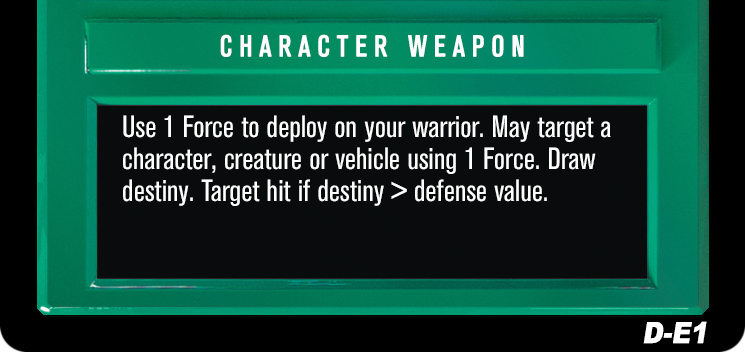 CHARACTER WEAPON
Use 1 Force to deploy on your warrior. May target a
character, creature or vehicle using 1 Force. Draw
destiny. Target hit if destiny > defense value.
D-E1